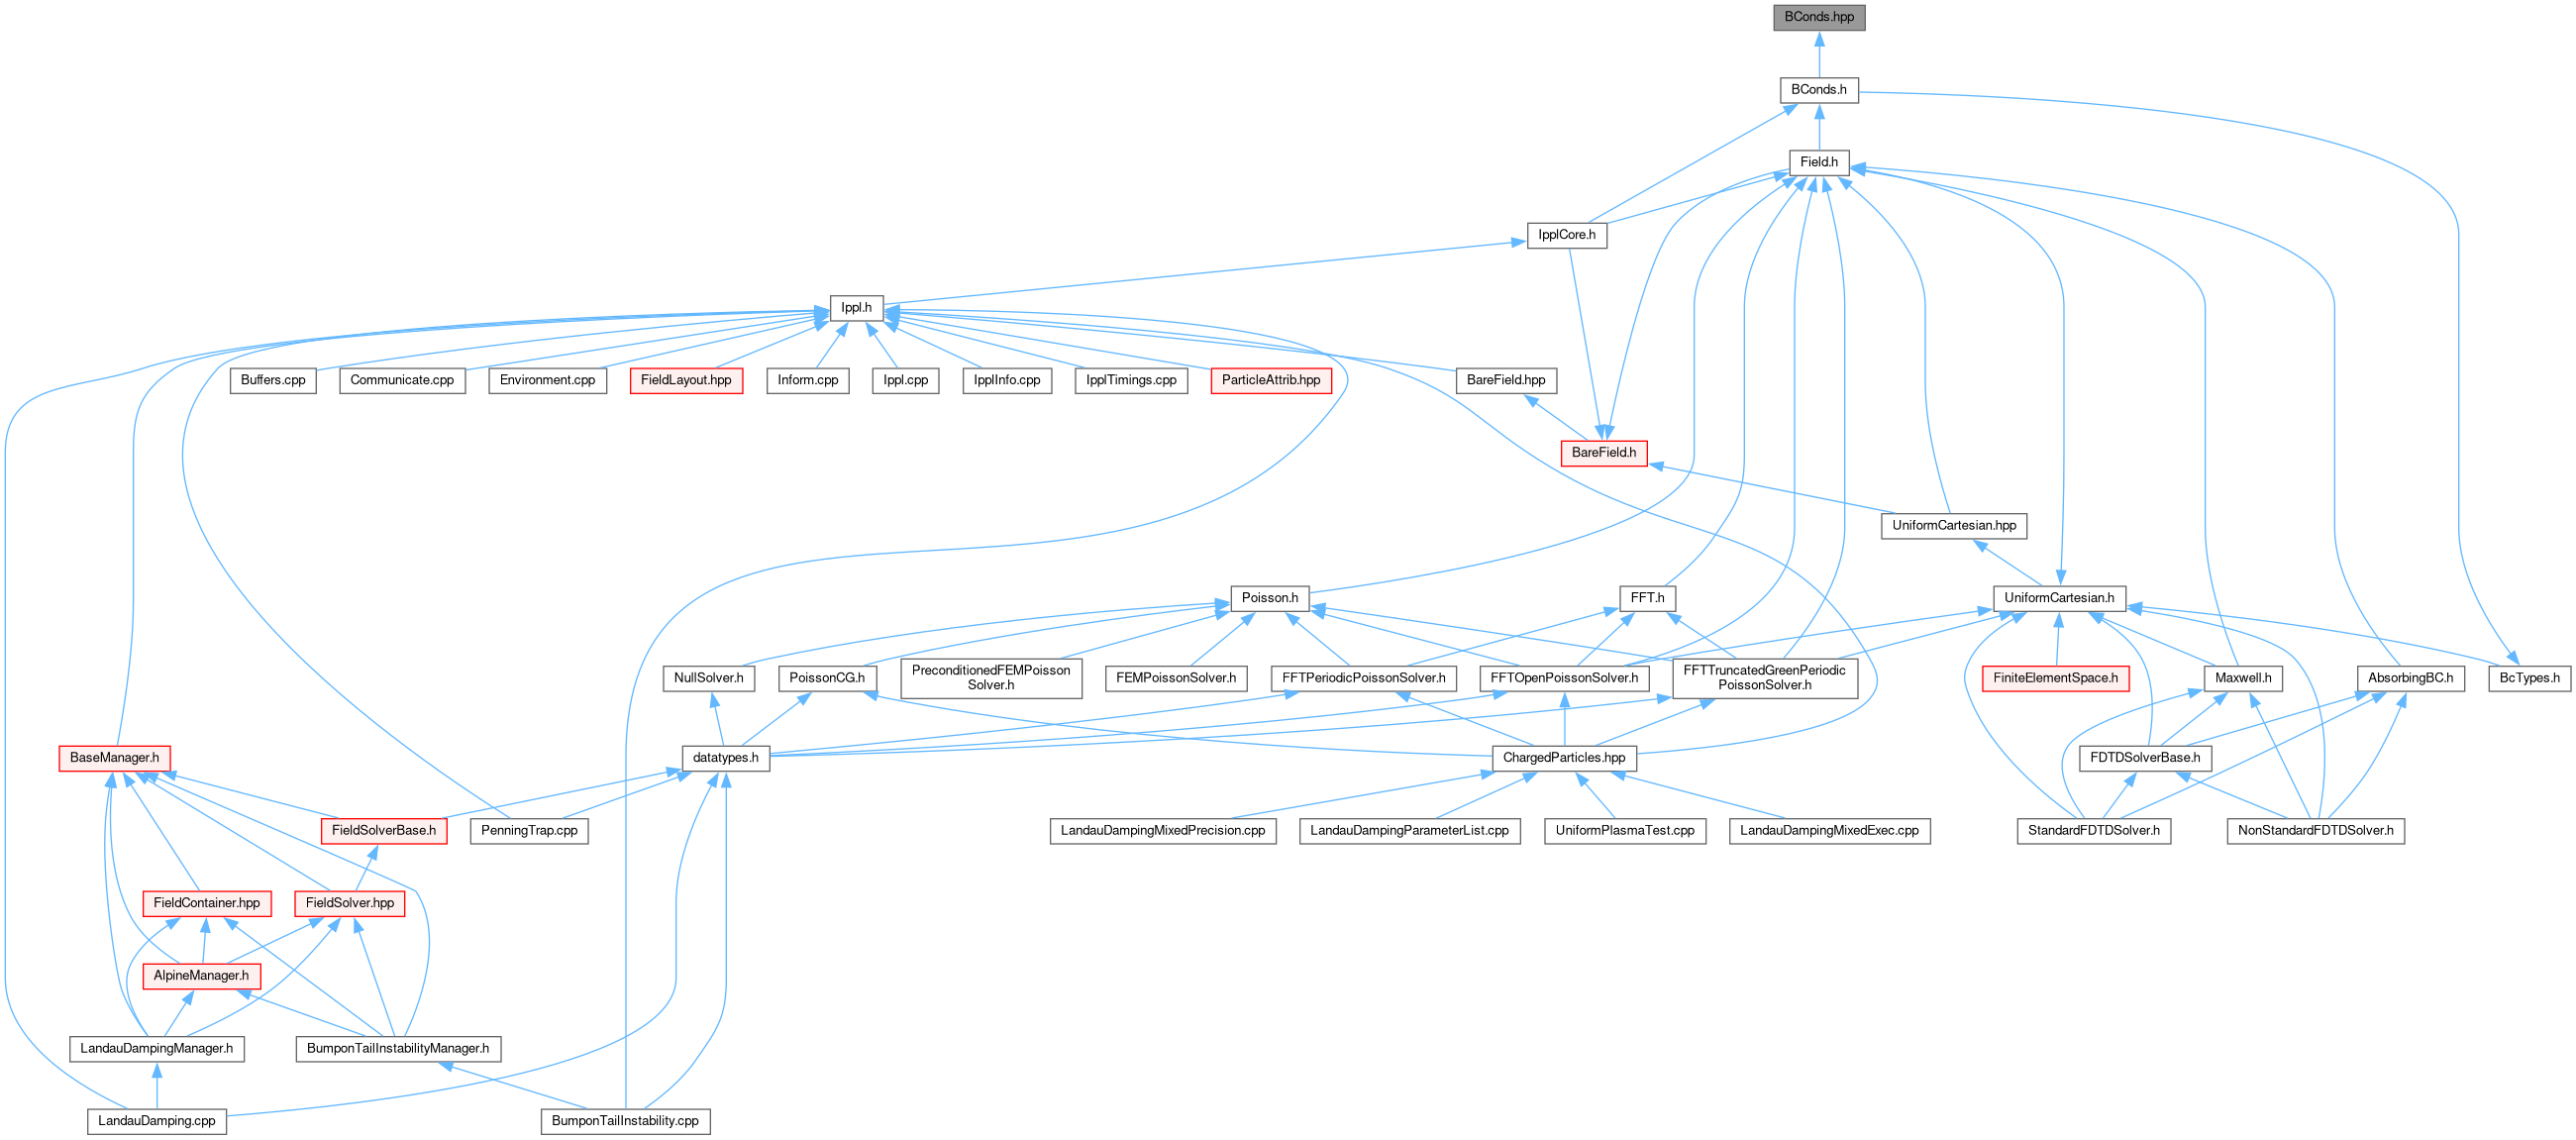 BConds.hpp
BConds.h
Field.h
IpplCore.h
Ippl.h
Buffers.cpp
Communicate.cpp
Environment.cpp
FieldLayout.hpp
Inform.cpp
Ippl.cpp
IpplInfo.cpp
IpplTimings.cpp
ParticleAttrib.hpp
BareField.hpp
BareField.h
UniformCartesian.hpp
Poisson.h
FFT.h
UniformCartesian.h
NullSolver.h
PoissonCG.h
PreconditionedFEMPoisson
Solver.h
FEMPoissonSolver.h
FFTPeriodicPoissonSolver.h
FFTOpenPoissonSolver.h
FFTTruncatedGreenPeriodic
PoissonSolver.h
FiniteElementSpace.h
Maxwell.h
AbsorbingBC.h
BcTypes.h
BaseManager.h
datatypes.h
ChargedParticles.hpp
FDTDSolverBase.h
FieldSolverBase.h
PenningTrap.cpp
LandauDampingMixedPrecision.cpp
LandauDampingParameterList.cpp
UniformPlasmaTest.cpp
LandauDampingMixedExec.cpp
StandardFDTDSolver.h
NonStandardFDTDSolver.h
FieldContainer.hpp
FieldSolver.hpp
AlpineManager.h
LandauDampingManager.h
BumponTailInstabilityManager.h
LandauDamping.cpp
BumponTailInstability.cpp